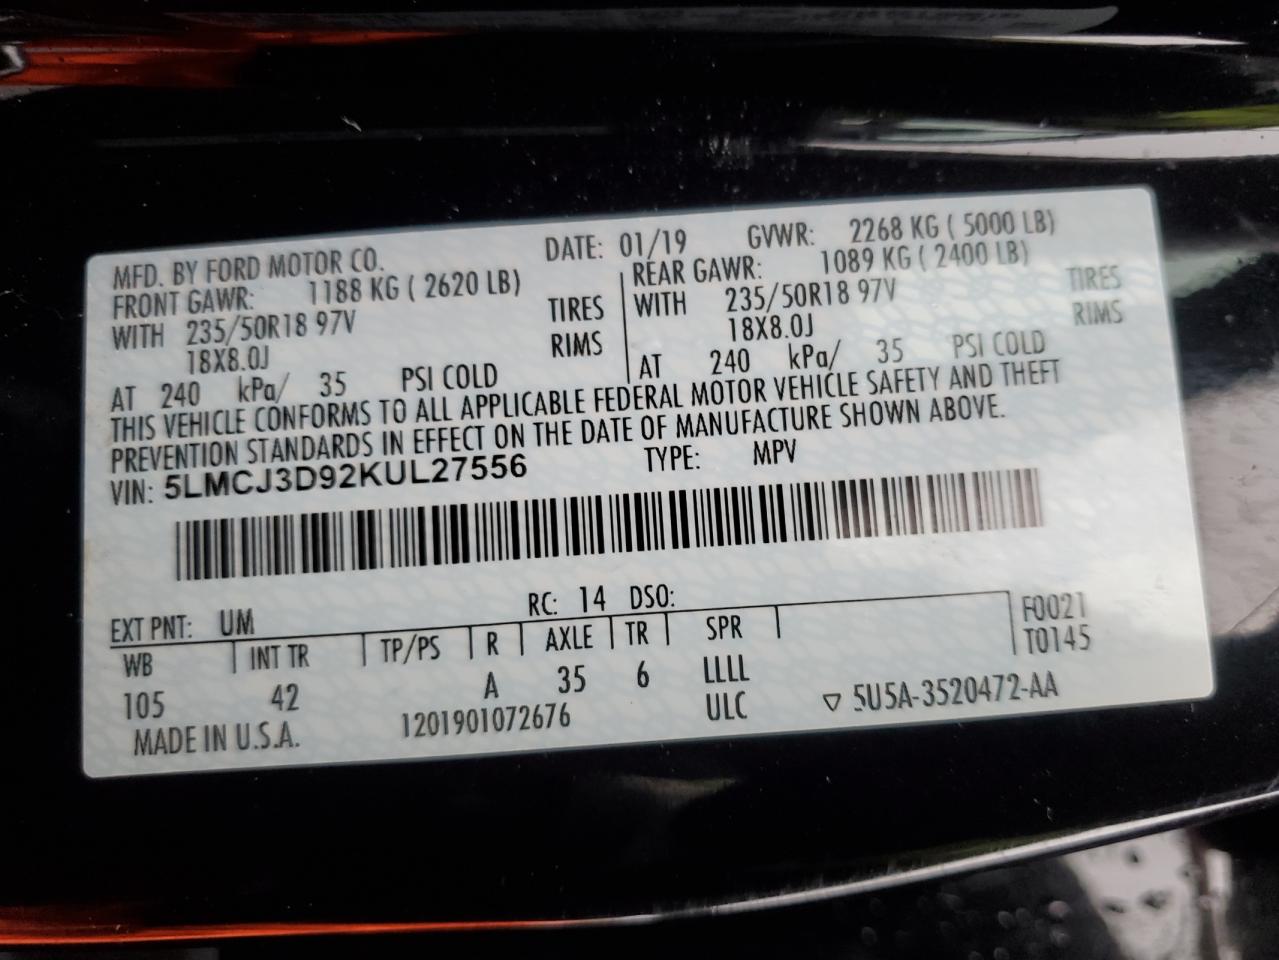 MFD. BY FORD MOTOR CO. DATE: 01/19 GVWR: 2268 KG ( 5000 LB)
FRONT GAWR: 1188 KG ( 2620 LB) REAR GAWR: 1089 KG ( 2400 LB)
WITH 235/50R18 97V TIRES WITH 235/50R18 97V TIRES
18X8.0J RIMS 18X8.0J RIMS
AT 240 kPa/ 35 PSI COLD AT 240 kPa/ 35 PSI COLD
THIS VEHICLE CONFORMS TO ALL APPLICABLE FEDERAL MOTOR VEHICLE SAFETY AND THEFT
PREVENTION STANDARDS IN EFFECT ON THE DATE OF MANUFACTURE SHOWN ABOVE.
VIN: 5LMCJ3D92KUL27556 TYPE: MPV
EXT PNT: UM RC: 14 DSO: F0021
WB INT TR TP/PS R AXLE TR SPR T0145
105 42 A 35 6 LLLL
MADE IN U.S.A. 1201901072676 ULC ▽ 5U5A-3520472-AA